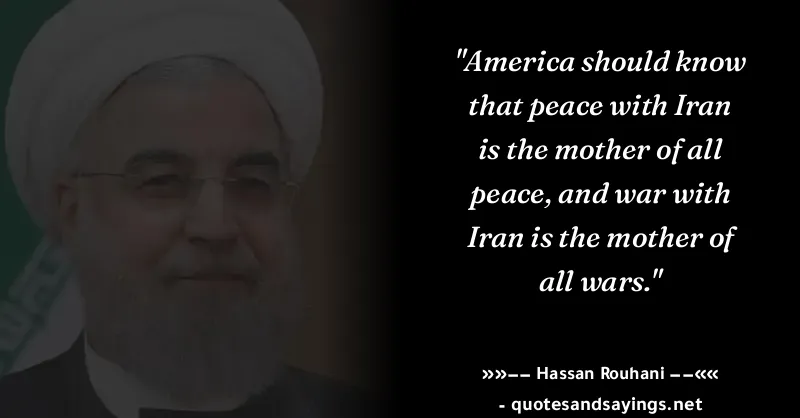 "America should know
that peace with Iran
is the mother of all
peace, and war with
Iran is the mother of
all wars."
»»–– Hassan Rouhani ––««
- quotesandsayings.net